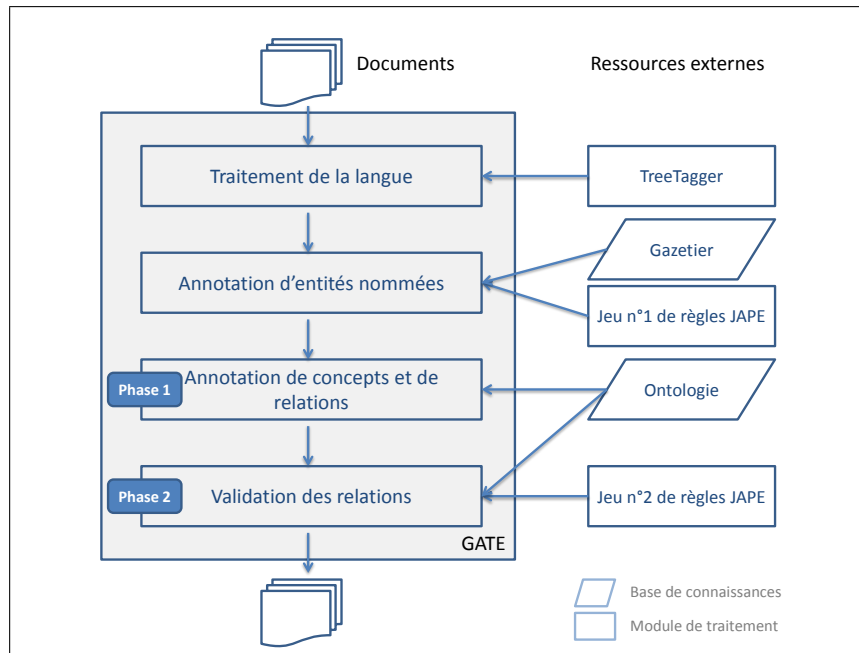 Documents
Ressources externes
Traitement de la langue
TreeTagger
Gazetier
Annotation d'entités nommées
Jeu n°1 de règles JAPE
Phase 1
Annotation de concepts et de
relations
Ontologie
Phase 2
Validation des relations
Jeu n°2 de règles JAPE
GATE
Base de connaissances
Module de traitement